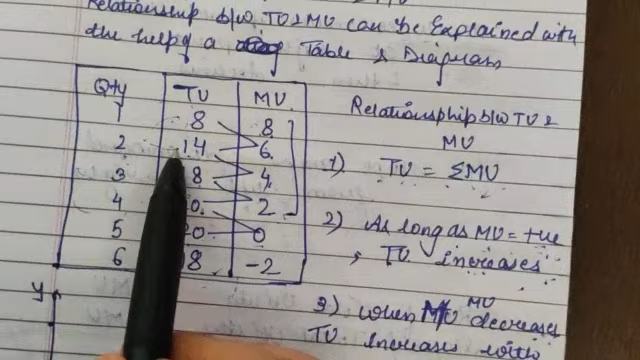 Relationship b/w TU & MU can be Explained with
the help of a Table & Diagram
Qty TU MU
1 8 8
2 14 6
3 8 4
4 0 2
5 20 0
6 8 -2
Relationship b/w TU &
MU
1) TU = ΣMU
2) As long as MU = +ve
, TU increases
3) when MU decreases
TU increases with
y